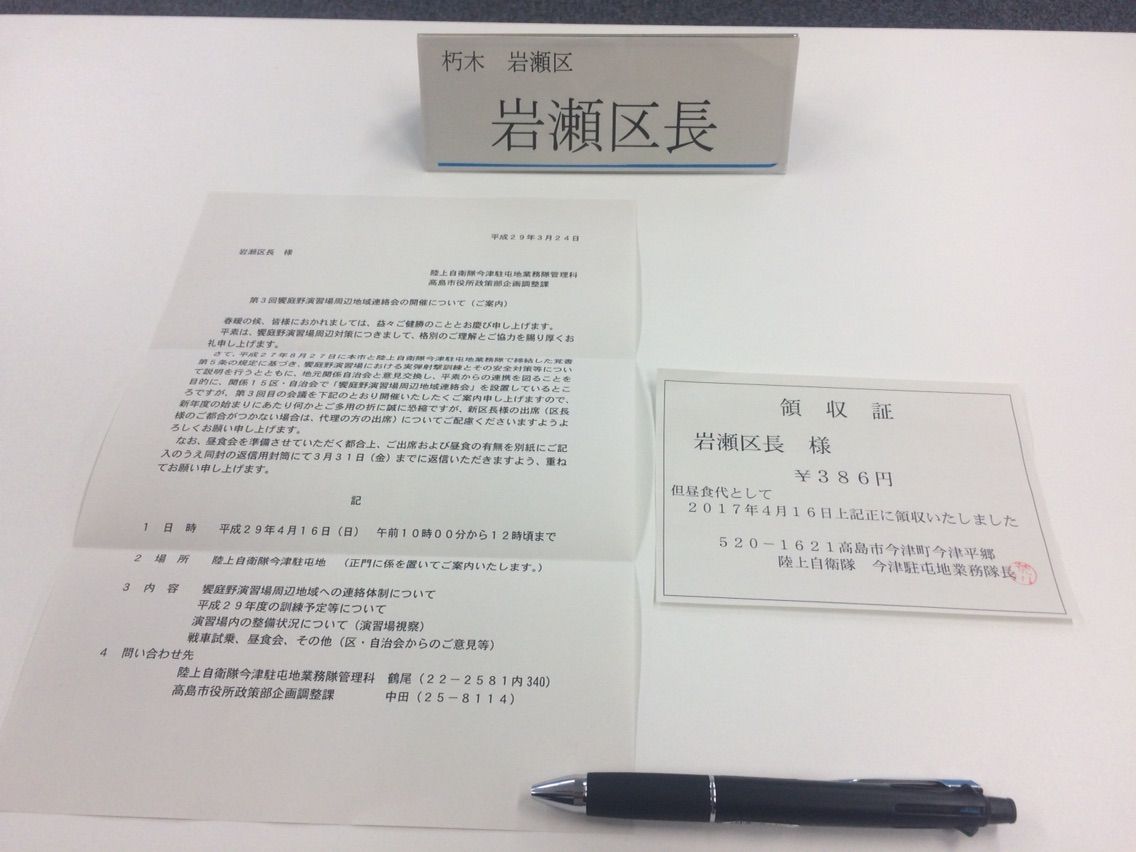 朽木　岩瀬区
岩瀬区長
平成29年3月24日
岩瀬区長　様
陸上自衛隊今津駐屯地業務隊管理科
高島市役所政策部企画調整課
第3回饗庭野演習場周辺地域連絡会の開催について（ご案内）
春暖の候、皆様におかれましては、益々ご健勝のこととお慶び申し上げます。
平素は、饗庭野演習場周辺対策につきまして、格別のご理解とご協力を賜り厚くお
礼申し上げます。
さて、平成27年8月27日に本市と陸上自衛隊今津駐屯地業務隊で締結した覚書
第5条の規定に基づき、饗庭野演習場における実弾射撃訓練とその安全対策等につい
て説明を行うとともに、地元関係自治会と意見交換し、平素からの連携を図ることを
目的に、関係15区・自治会で「饗庭野演習場周辺地域連絡会」を設置しているとこ
ろですが、第3回目の会議を下記のとおり開催いたしたくご案内申し上げますので、
新年度の始まりにあたり何かとご多用の折に誠に恐縮ですが、新区長様の出席（区長
様のご都合がつかない場合は、代理の方の出席）についてご配慮くださいますようよ
ろしくお願い申し上げます。
なお、昼食会を準備させていただく都合上、ご出席および昼食の有無を別紙にご記
入のうえ同封の返信用封筒にて3月31日（金）までに返信いただきますよう、重ね
てお願い申し上げます。
記
1　日　時　平成29年4月16日（日）　午前10時00分から12時頃まで
2　場　所　陸上自衛隊今津駐屯地　（正門に係を置いてご案内いたします。）
3　内　容　饗庭野演習場周辺地域への連絡体制について
平成29年度の訓練予定等について
演習場内の整備状況について（演習場視察）
戦車試乗、昼食会、その他（区・自治会からのご意見等）
4　問い合わせ先
陸上自衛隊今津駐屯地業務隊管理科　鶴尾（22-2581内340）
高島市役所政策部企画調整課　中田（25-8114）
領　収　証
岩瀬区長　様
￥386円
但昼食代として
2017年4月16日上記正に領収いたしました
520-1621高島市今津町今津平郷
陸上自衛隊　今津駐屯地業務隊長